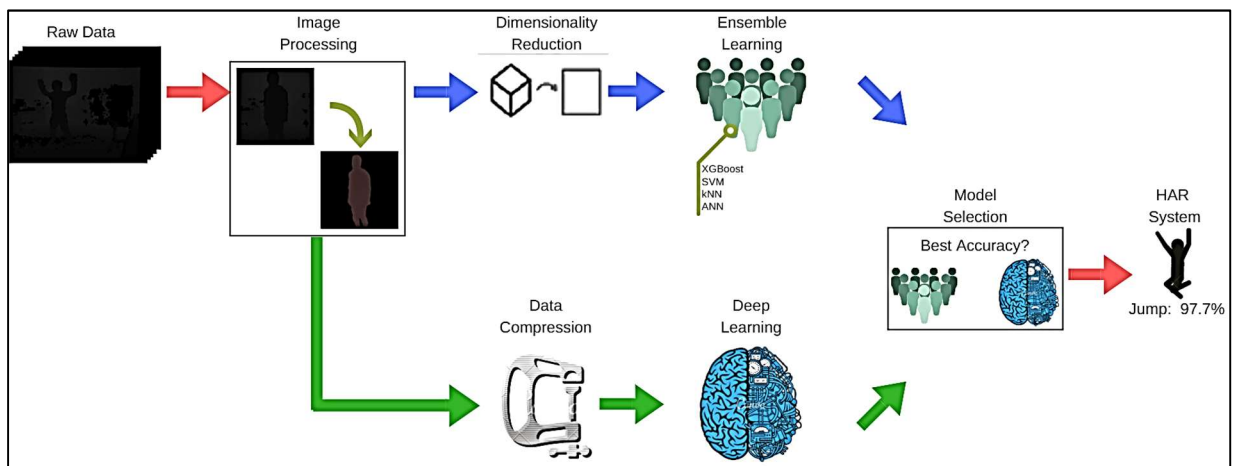 Raw Data
Image
Processing
Dimensionality
Reduction
Ensemble
Learning
XGBoost
SVM
kNN
ANN
Model
Selection
Best Accuracy?
HAR
System
Jump: 97.7%
Data
Compression
Deep
Learning